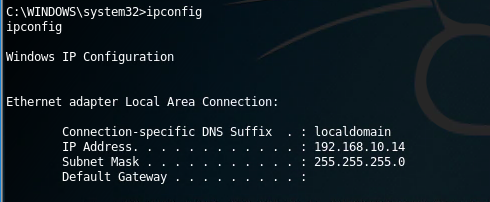 C:\WINDOWS\system32>ipconfig
ipconfig

Windows IP Configuration


Ethernet adapter Local Area Connection:

        Connection-specific DNS Suffix  . : localdomain
        IP Address. . . . . . . . . . . . : 192.168.10.14
        Subnet Mask . . . . . . . . . . . : 255.255.255.0
        Default Gateway . . . . . . . . . :